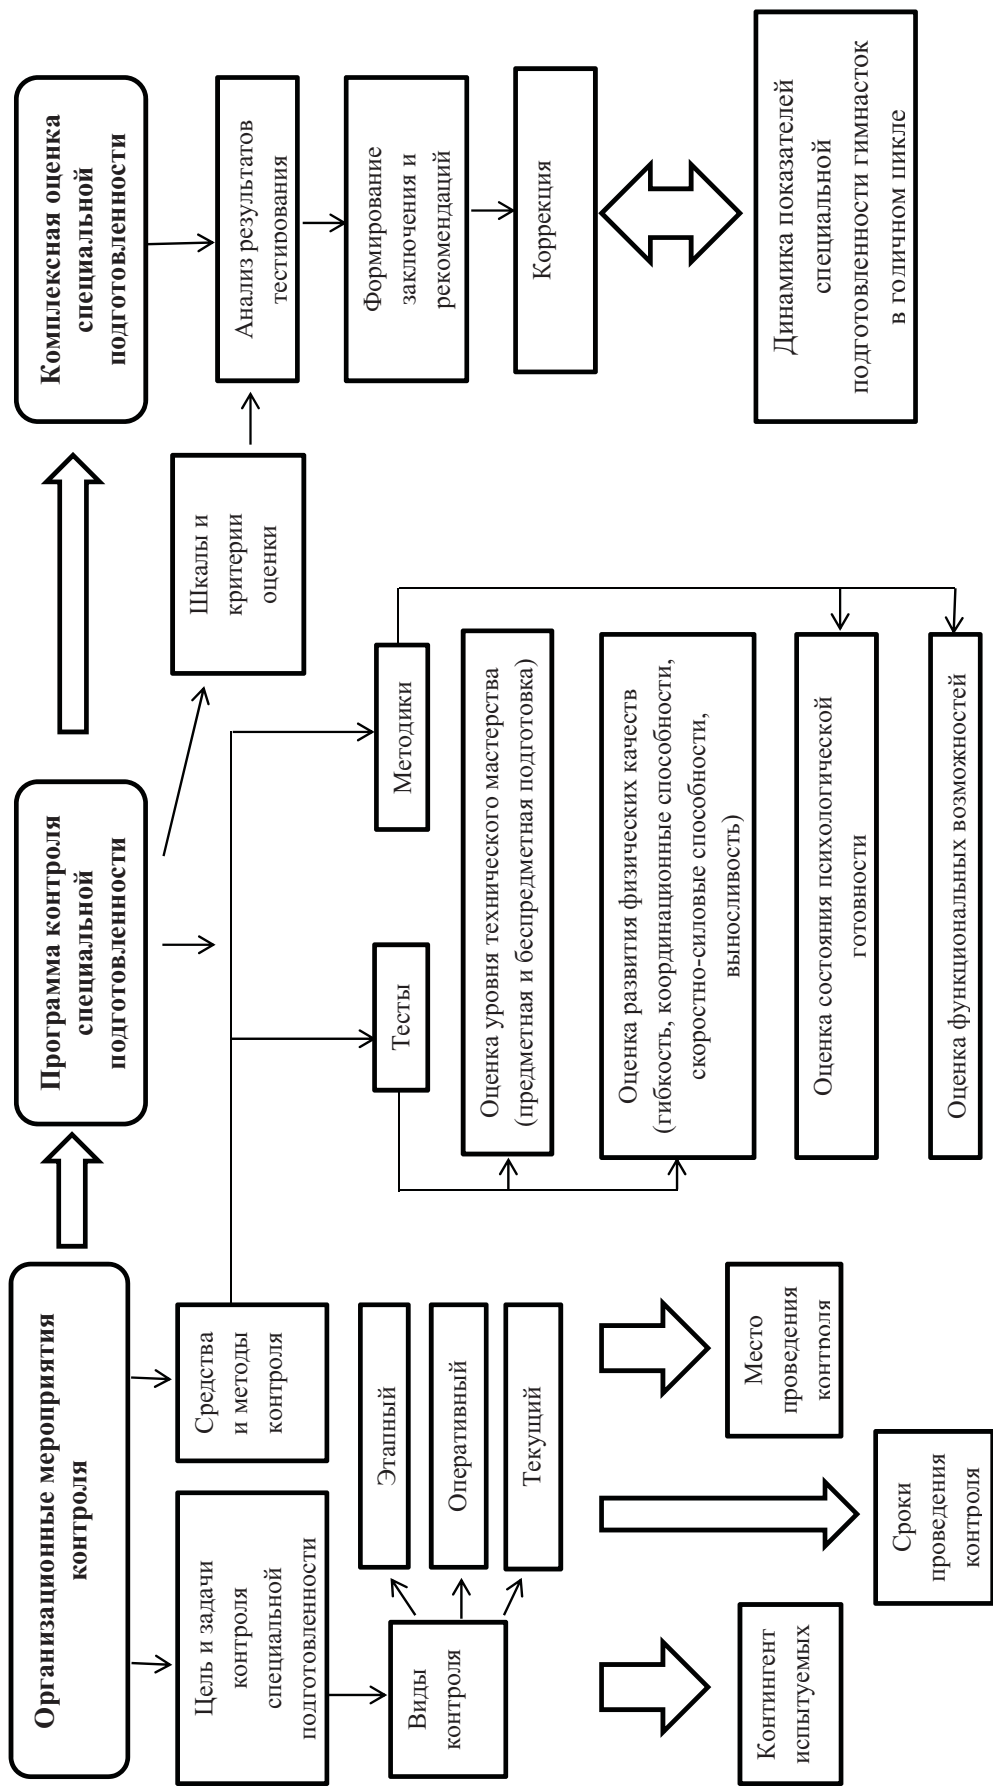 Организационные мероприятия
контроля
Программа контроля
специальной
подготовленности
Комплексная оценка
специальной
подготовленности
Цель и задачи
контроля
специальной
подготовленности
Средства
и методы
контроля
Шкалы и
критерии
оценки
Анализ результатов
тестирования
Виды
контроля
Этапный
Оперативный
Текущий
Тесты
Методики
Формирование
заключения и
рекомендаций
Оценка уровня технического мастерства
(предметная и беспредметная подготовка)
Коррекция
Оценка развития физических качеств
(гибкость, координационные способности,
скоростно-силовые способности,
выносливость)
Контингент
испытуемых
Сроки
проведения
контроля
Место
проведения
контроля
Оценка состояния психологической
готовности
Оценка функциональных возможностей
Динамика показателей
специальной
подготовленности гимнасток
в годичном цикле